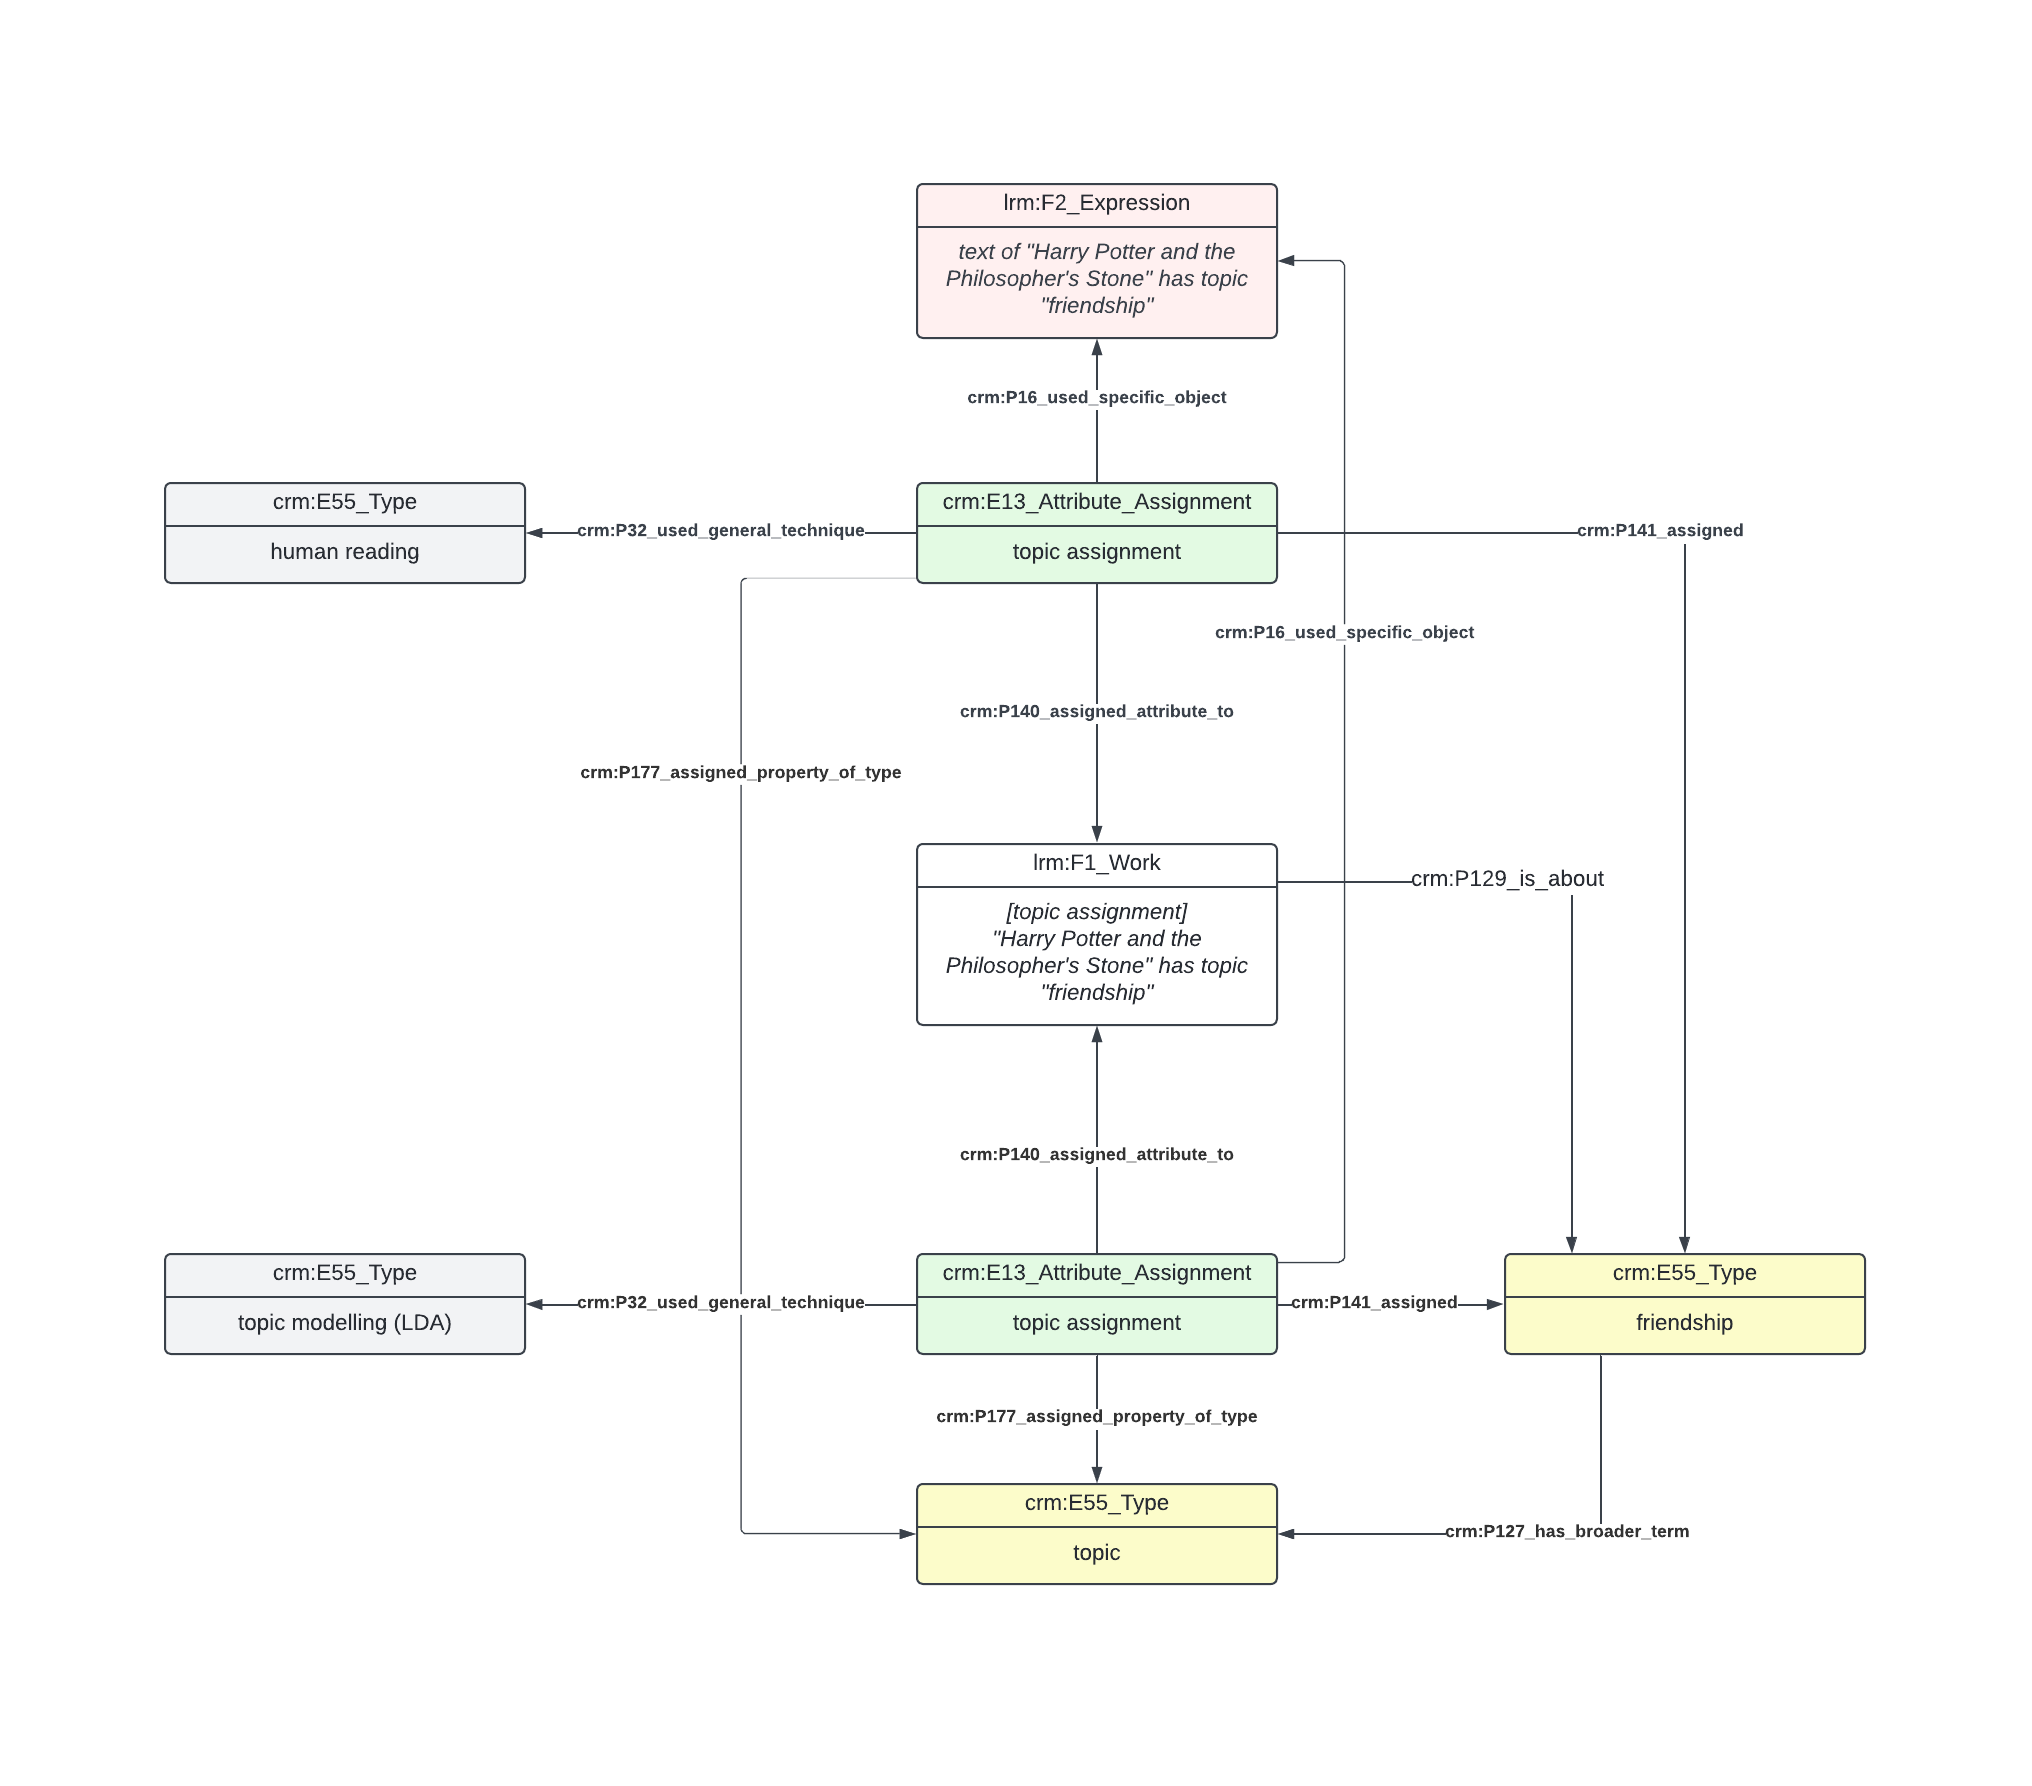 lrm:F2_Expression
text of "Harry Potter and the
Philosopher's Stone" has topic
"friendship"
crm:P16_used_specific_object
crm:E55_Type
human reading
crm:P32_used_general_technique
crm:E13_Attribute_Assignment
topic assignment
crm:P141_assigned
crm:P16_used_specific_object
crm:P140_assigned_attribute_to
crm:P177_assigned_property_of_type
lrm:F1_Work
[topic assignment]
"Harry Potter and the
Philosopher's Stone" has topic
"friendship"
crm:P129_is_about
crm:P140_assigned_attribute_to
crm:E55_Type
topic modelling (LDA)
crm:P32_used_general_technique
crm:E13_Attribute_Assignment
topic assignment
crm:P141_assigned
crm:E55_Type
friendship
crm:P177_assigned_property_of_type
crm:E55_Type
topic
crm:P127_has_broader_term